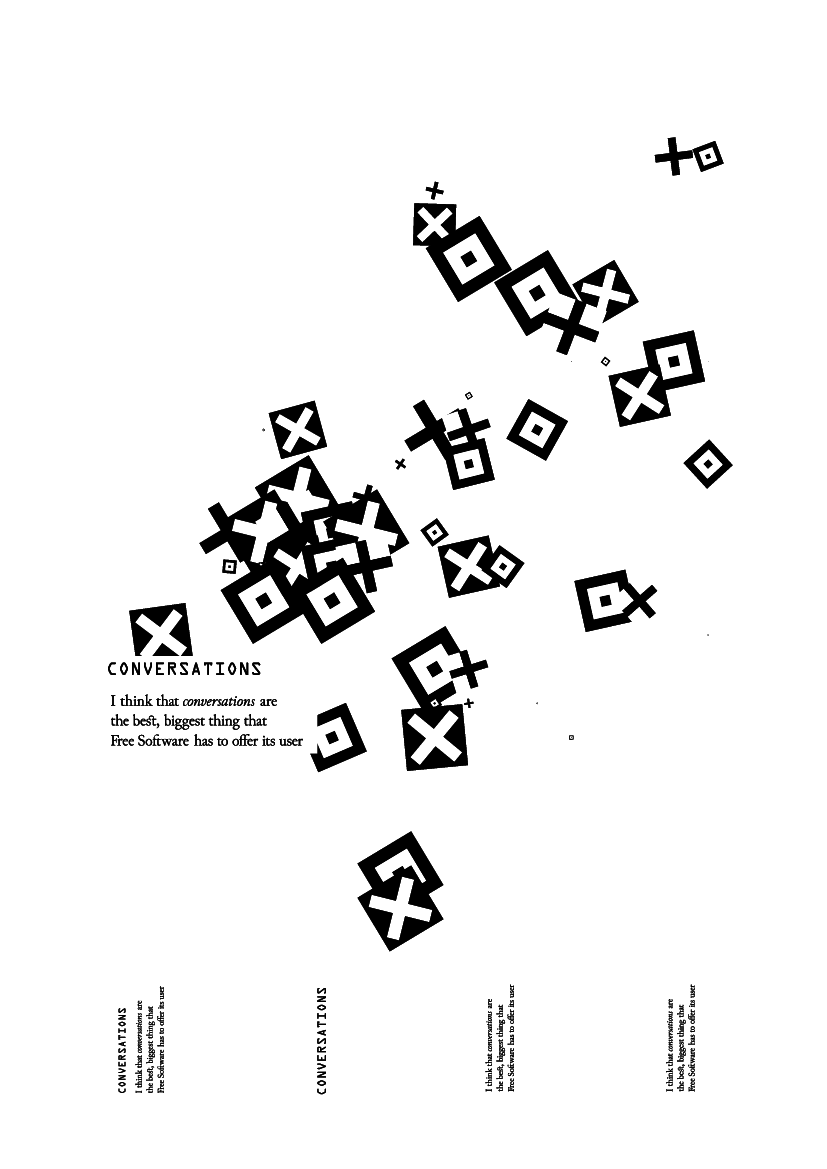 CONVERSATIONS
I think that conversations are
the best, biggest thing that
Free Software has to offer its user
CONVERSATIONS
I think that conversations are
the best, biggest thing that
Free Software has to offer its user
CONVERSATIONS
I think that conversations are
the best, biggest thing that
Free Software has to offer its user
I think that conversations are
the best, biggest thing that
Free Software has to offer its user